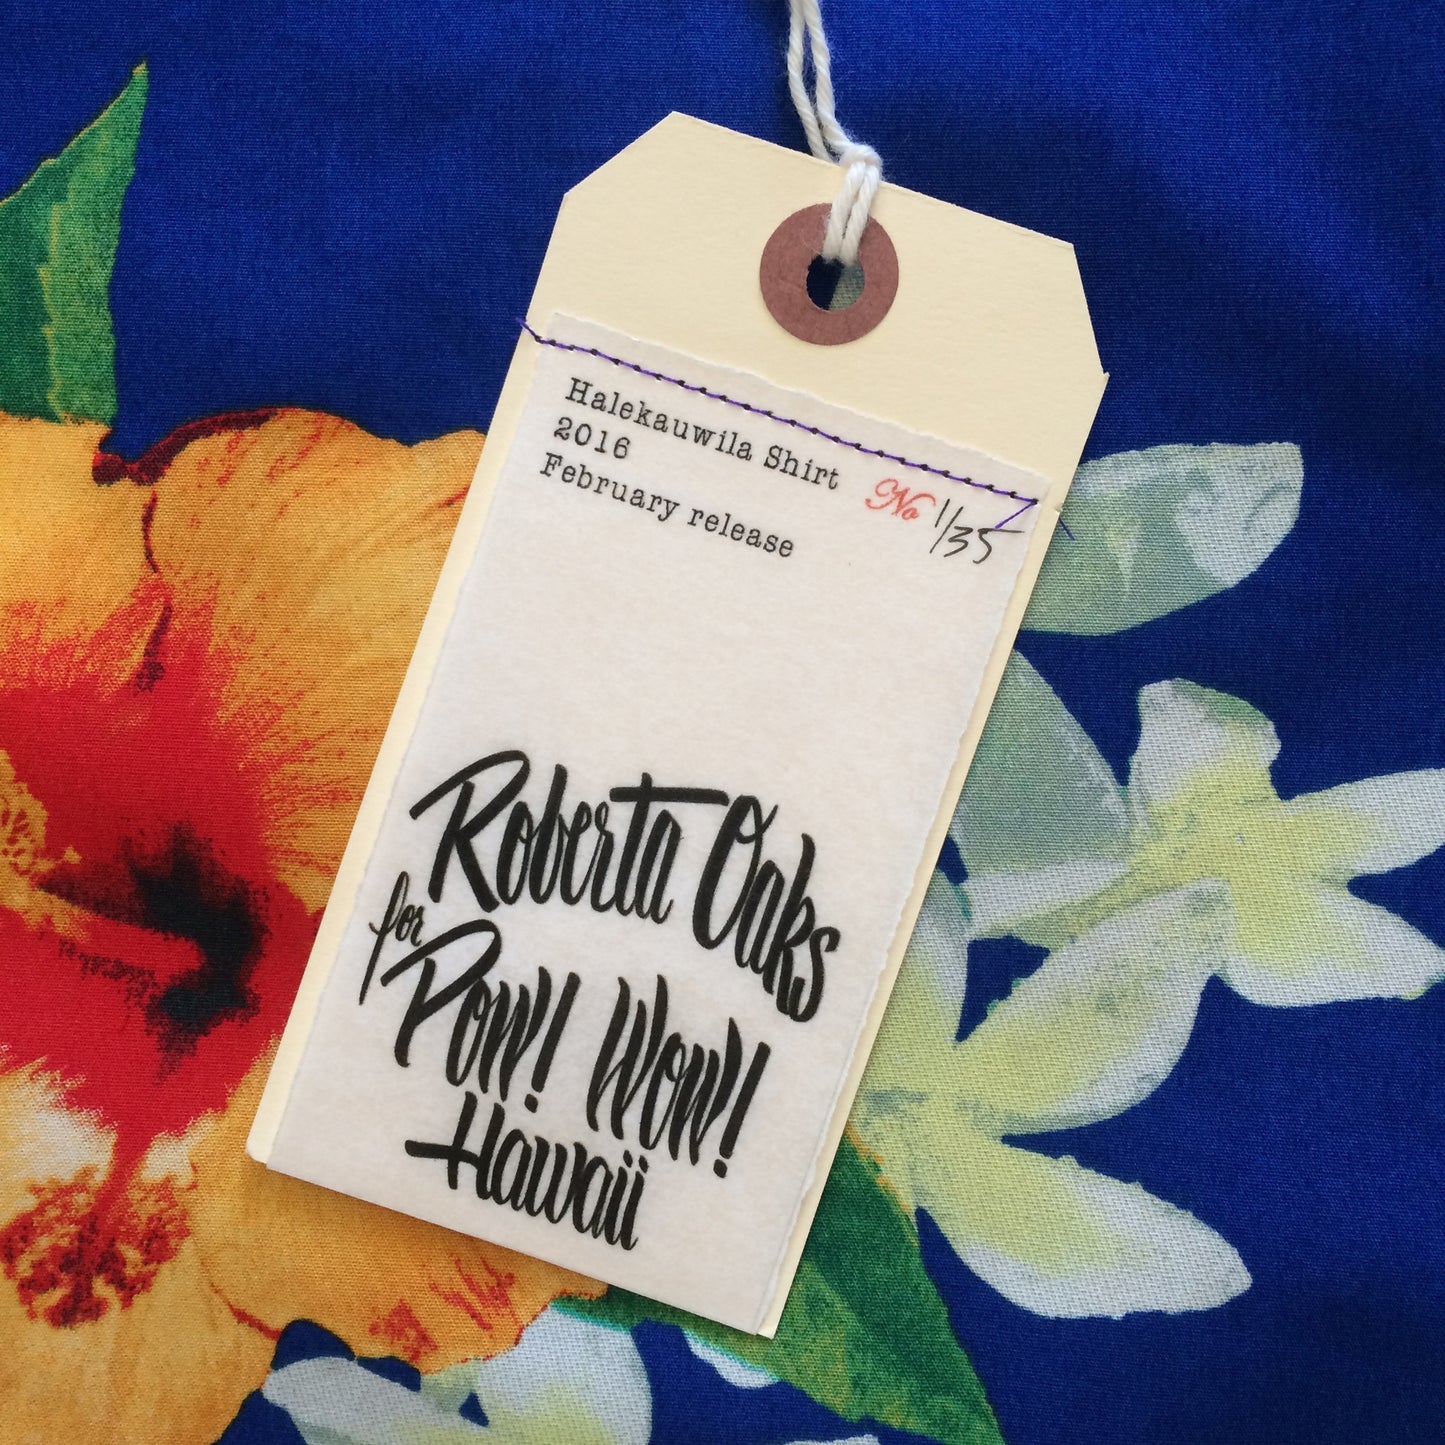 Halekauwila Shirt
2016
February release
No 1/35
Roberta Oaks
for
Pow! Wow!
Hawaii